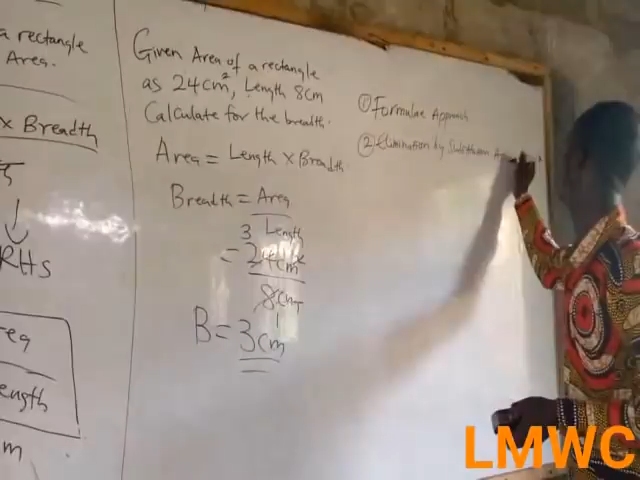 a rectangle
Area.
x Breadth
RHS
rea
ength
m
Given Area of a rectangle
as 24cm², Length 8cm
Calculate for the breadth.
Area = Length x Breadth
Breadth = Area
Length
3
= 24cm²
8cm
1
B = 3cm
① Formulae Approach
② Elimination by Substitution
LMWC